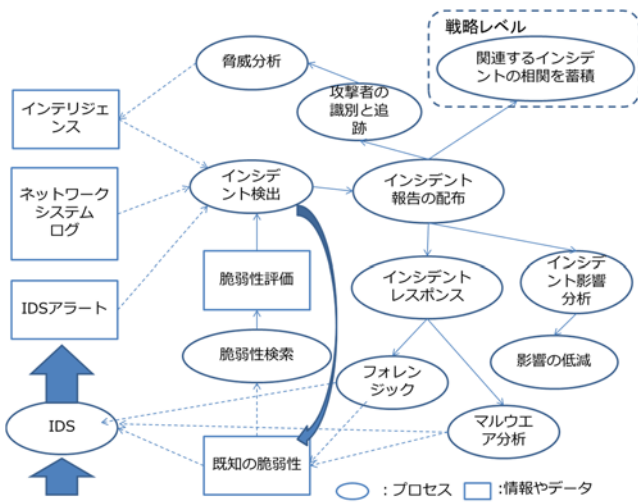 戦略レベル
関連するインシデ
ントの相関を蓄積
脅威分析
攻撃者の
識別と追
跡
インテリジェ
ンス
インシデ
ント検出
インシデント
報告の配布
ネットワーク
システム
ログ
脆弱性評価
インシデント
レスポンス
インシデ
ント影響
分析
IDSアラート
脆弱性検索
フォレン
ジック
影響の低減
IDS
マルウエ
ア分析
既知の脆弱性
：プロセス
:情報やデータ